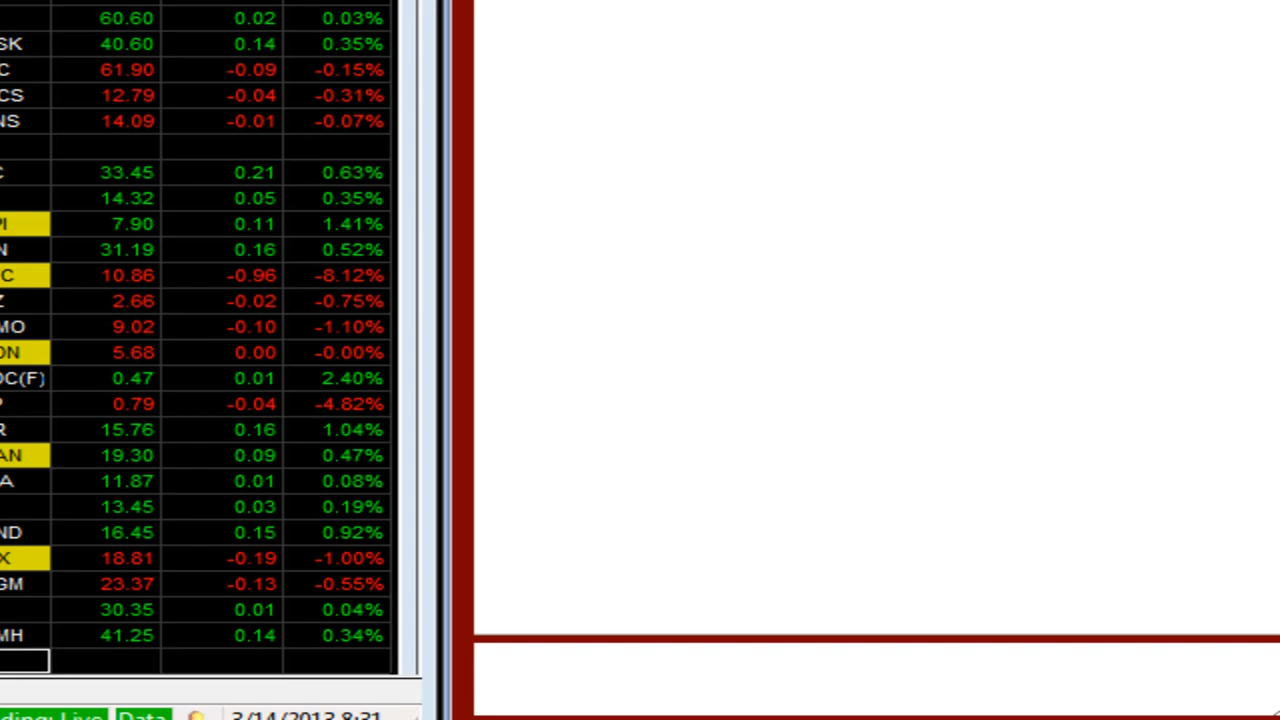 60.60 0.02 0.03%
SK 40.60 0.14 0.35%
C 61.90 -0.09 -0.15%
CS 12.79 -0.04 -0.31%
NS 14.09 -0.01 -0.07%
C 33.45 0.21 0.63%
14.32 0.05 0.35%
PI 7.90 0.11 1.41%
N 31.19 0.16 0.52%
C 10.86 -0.96 -8.12%
Z 2.66 -0.02 -0.75%
MO 9.02 -0.10 -1.10%
ON 5.68 0.00 -0.00%
OC(F) 0.47 0.01 2.40%
P 0.79 -0.04 -4.82%
R 15.76 0.16 1.04%
AN 19.30 0.09 0.47%
A 11.87 0.01 0.08%
13.45 0.03 0.19%
ND 16.45 0.15 0.92%
X 18.81 -0.19 -1.00%
GM 23.37 -0.13 -0.55%
30.35 0.01 0.04%
MH 41.25 0.14 0.34%
ding: Live Data 3/14/2013 8:31